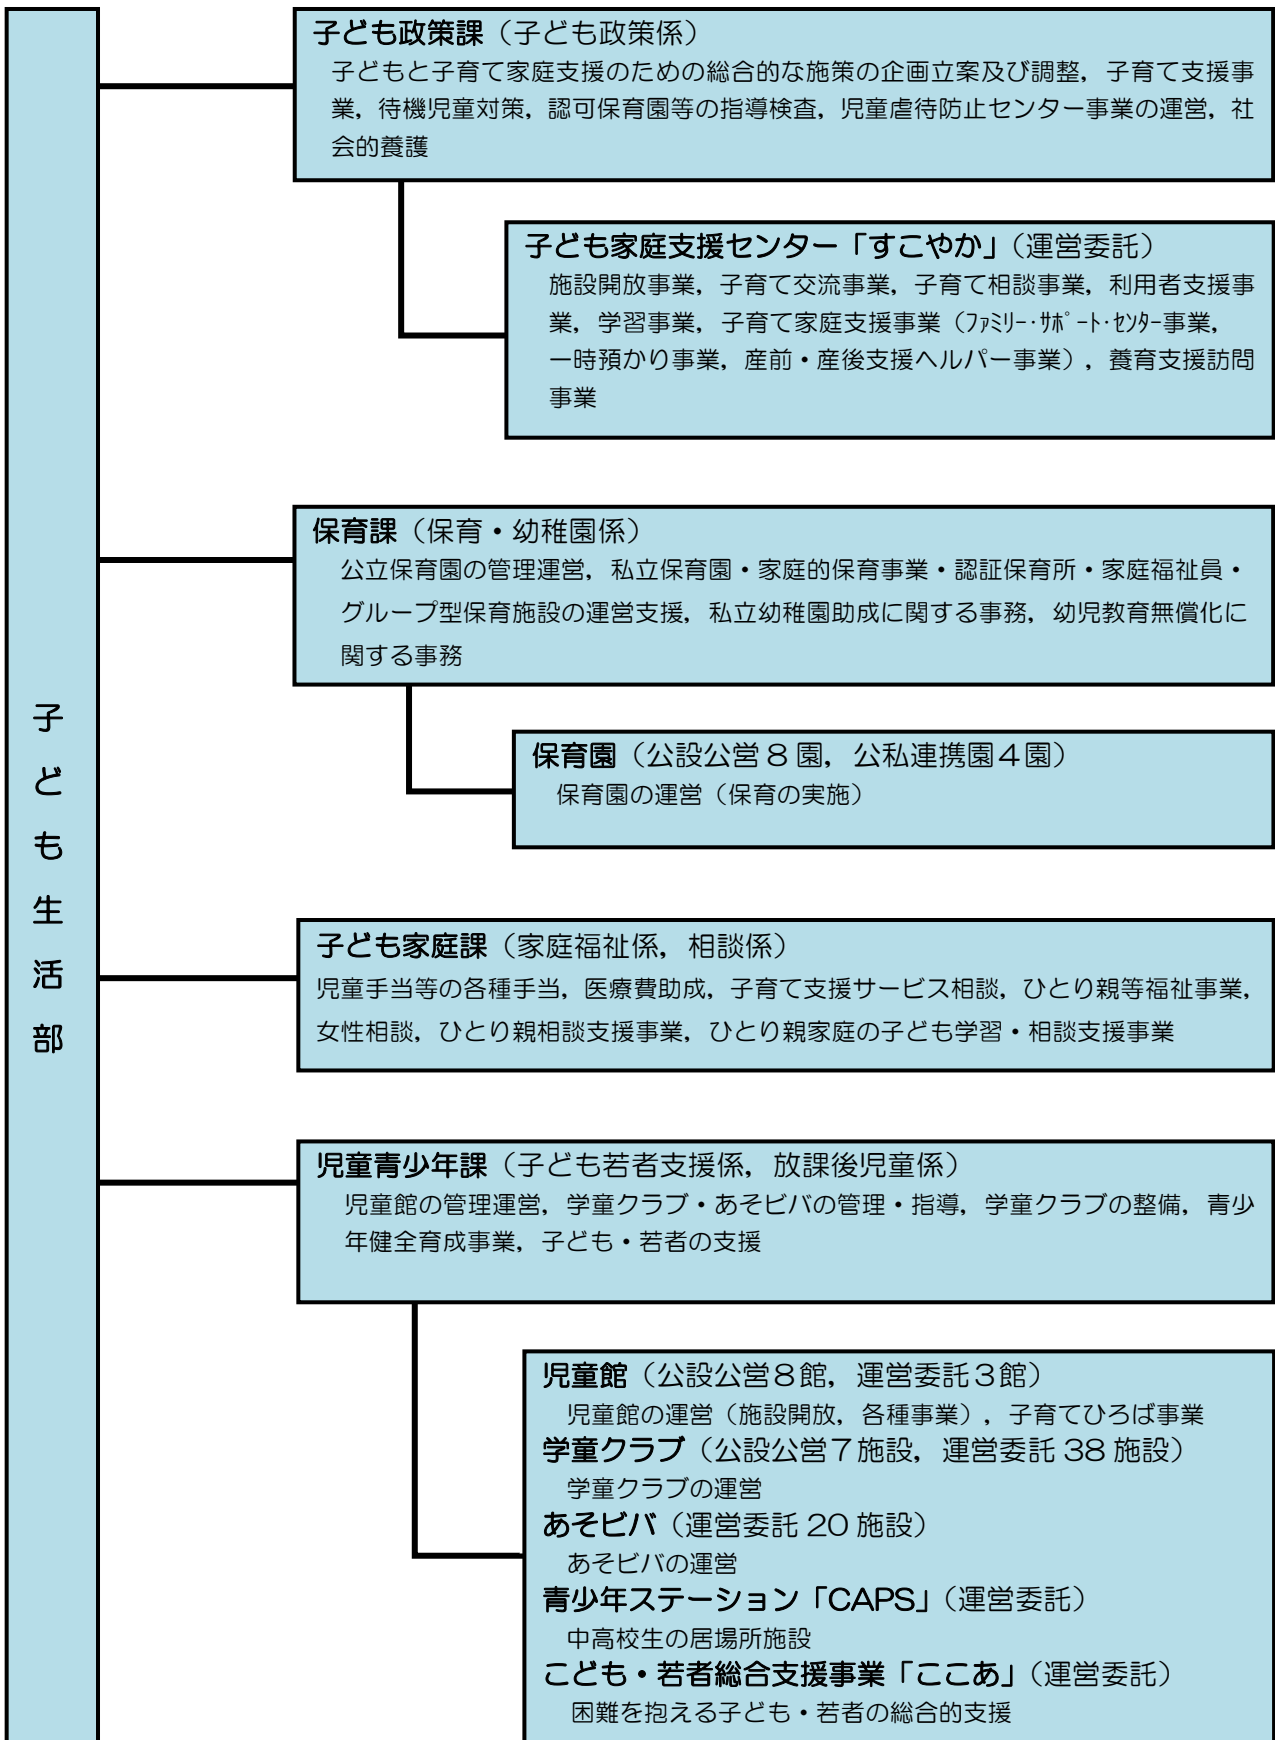 子ども生活部
子ども政策課（子ども政策係）
子どもと子育て家庭支援のための総合的な施策の企画立案及び調整，子育て支援事
業，待機児童対策，認可保育園等の指導検査，児童虐待防止センター事業の運営，社
会的養護
子ども家庭支援センター「すこやか」（運営委託）
施設開放事業，子育て交流事業，子育て相談事業，利用者支援事
業，学習事業，子育て家庭支援事業（ﾌｧﾐﾘｰ･ｻﾎﾟｰﾄ･ｾﾝﾀｰ事業，
一時預かり事業，産前・産後支援ヘルパー事業），養育支援訪問
事業
保育課（保育・幼稚園係）
公立保育園の管理運営，私立保育園・家庭的保育事業・認証保育所・家庭福祉員・
グループ型保育施設の運営支援，私立幼稚園助成に関する事務，幼児教育無償化に
関する事務
保育園（公設公営８園，公私連携園４園）
保育園の運営（保育の実施）
子ども家庭課（家庭福祉係，相談係）
児童手当等の各種手当，医療費助成，子育て支援サービス相談，ひとり親等福祉事業，
女性相談，ひとり親相談支援事業，ひとり親家庭の子ども学習・相談支援事業
児童青少年課（子ども若者支援係，放課後児童係）
児童館の管理運営，学童クラブ・あそビバの管理・指導，学童クラブの整備，青少
年健全育成事業，子ども・若者の支援
児童館（公設公営８館，運営委託３館）
児童館の運営（施設開放，各種事業），子育てひろば事業
学童クラブ（公設公営７施設，運営委託 38 施設）
学童クラブの運営
あそビバ（運営委託 20 施設）
あそビバの運営
青少年ステーション「CAPS」（運営委託）
中高校生の居場所施設
こども・若者総合支援事業「ここあ」（運営委託）
困難を抱える子ども・若者の総合的支援